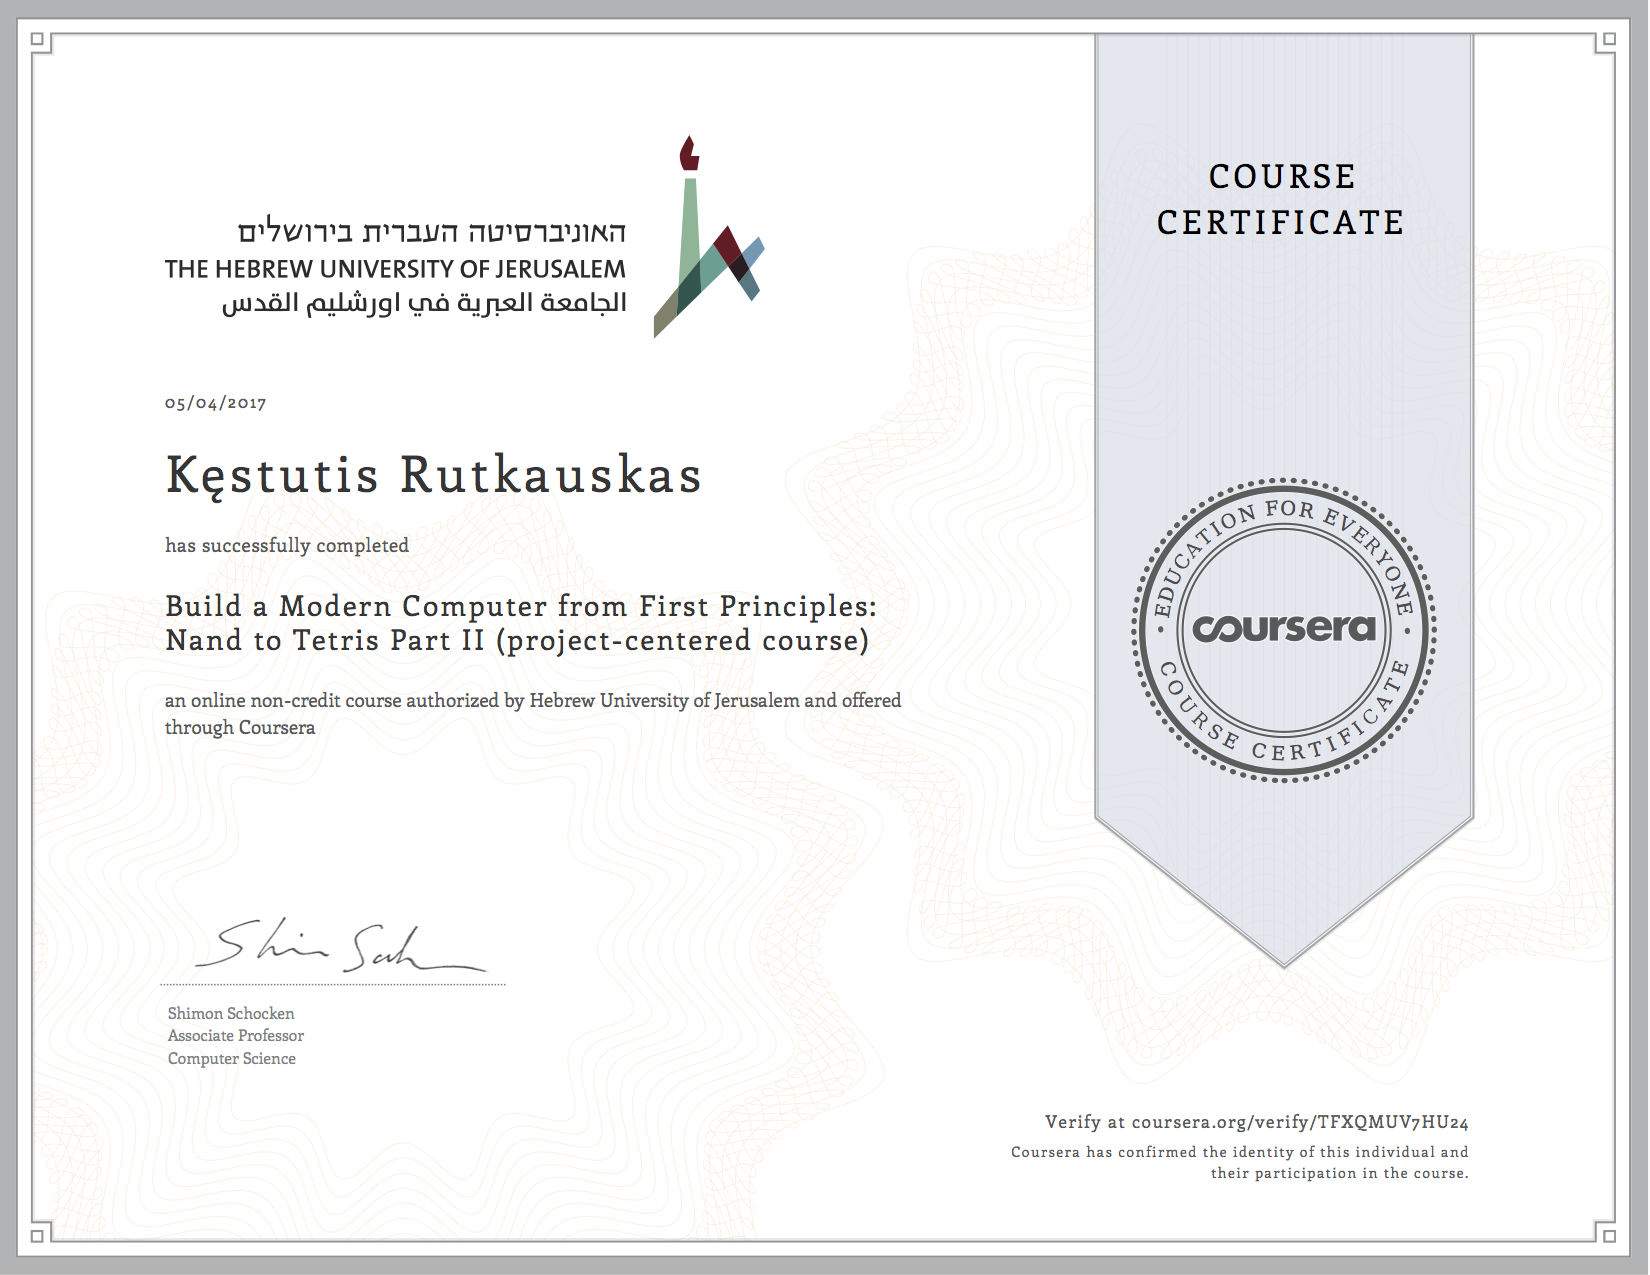 האוניברסיטה העברית בירושלים
THE HEBREW UNIVERSITY OF JERUSALEM
الجامعة العبرية في اورشليم القدس
05/04/2017
Kęstutis Rutkauskas
has successfully completed
Build a Modern Computer from First Principles:
Nand to Tetris Part II (project-centered course)
an online non-credit course authorized by Hebrew University of Jerusalem and offered
through Coursera
Shimon Schocken
Associate Professor
Computer Science
COURSE
CERTIFICATE
EDUCATION FOR EVERYONE
coursera
COURSE CERTIFICATE
Verify at coursera.org/verify/TFXQMUV7HU24
Coursera has confirmed the identity of this individual and
their participation in the course.